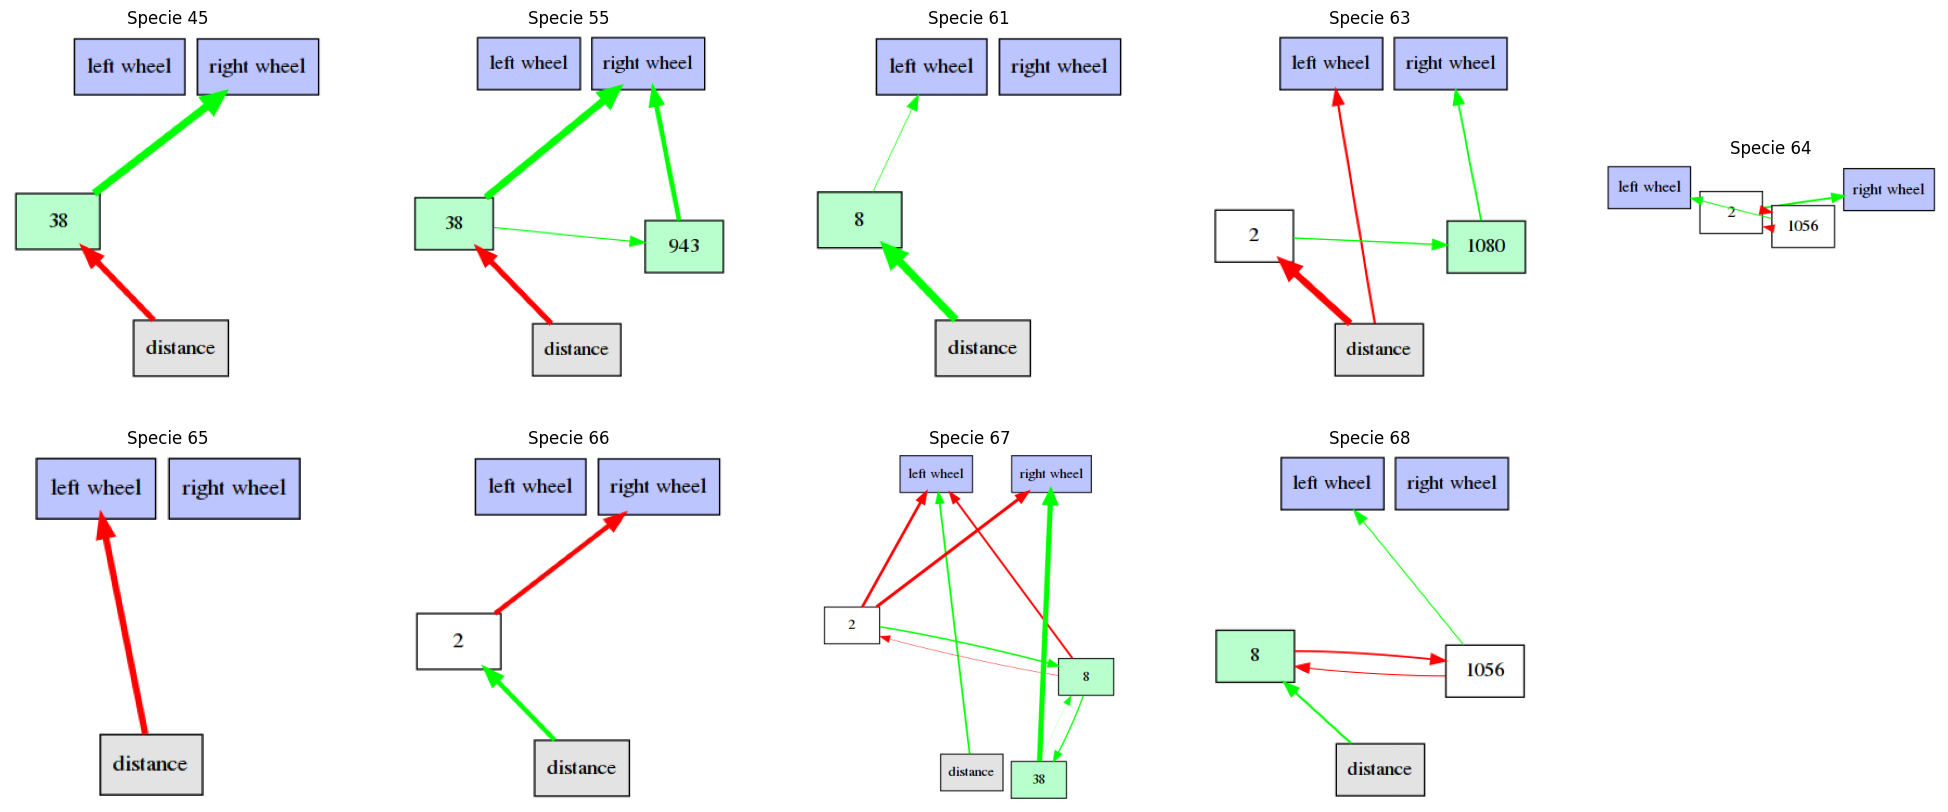 Specie 45
left wheel
right wheel
38
distance
Specie 55
left wheel
right wheel
38
943
distance
Specie 61
left wheel
right wheel
8
distance
Specie 63
left wheel
right wheel
2
1080
distance
Specie 64
left wheel
2
1056
right wheel
Specie 65
left wheel
right wheel
distance
Specie 66
left wheel
right wheel
2
distance
Specie 67
left wheel
right wheel
2
8
distance
38
Specie 68
left wheel
right wheel
8
1056
distance